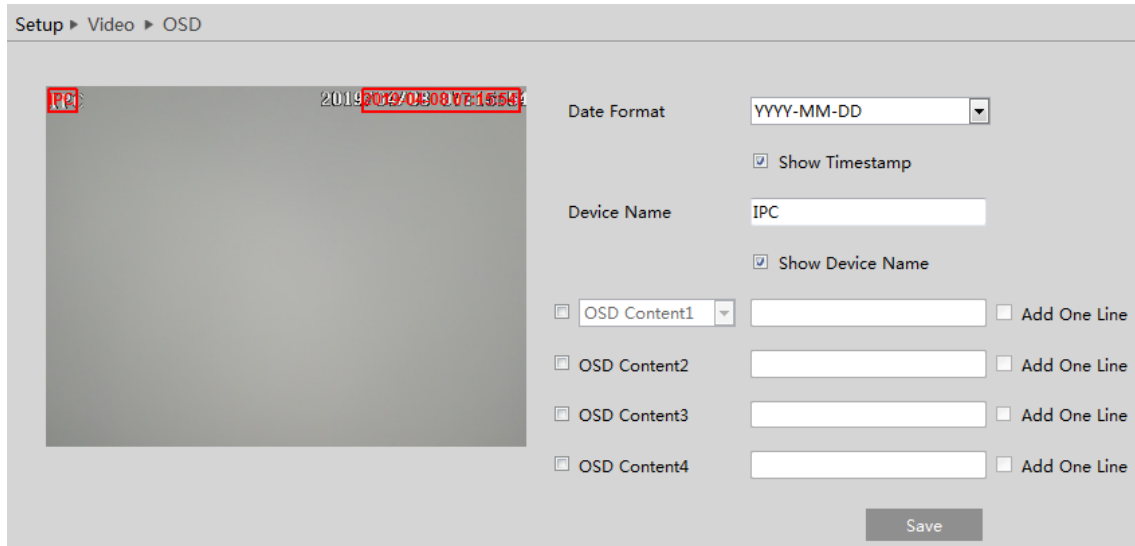 Setup ▸ Video ▸ OSD
IPC
Date Format YYYY-MM-DD
Show Timestamp
Device Name IPC
Show Device Name
OSD Content1 Add One Line
OSD Content2 Add One Line
OSD Content3 Add One Line
OSD Content4 Add One Line
Save